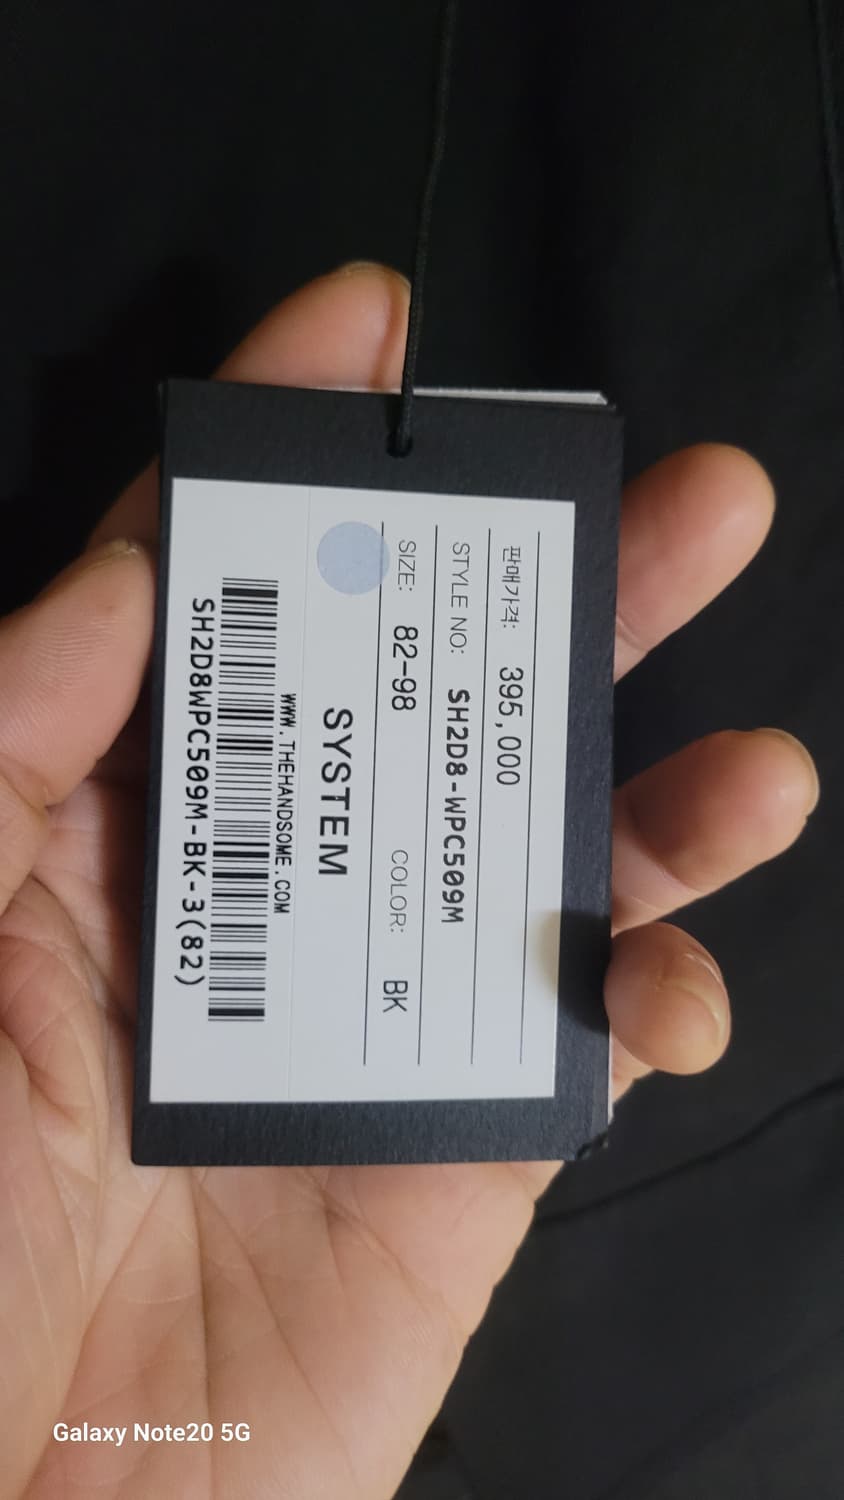 판매가격: 395,000
STYLE NO: SH2D8-WPC509M
SIZE: 82-98 COLOR: BK
SYSTEM
WWW.THEHANDSOME.COM
SH2D8WPC509M-BK-3(82)
Galaxy Note20 5G